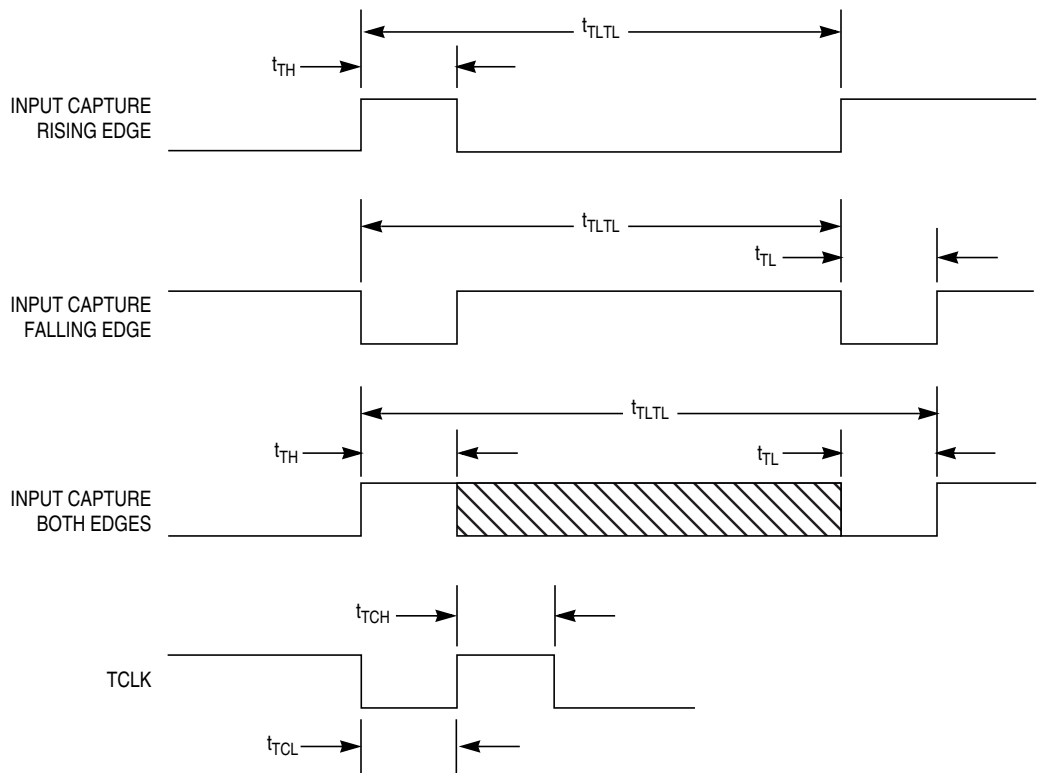 tTLTL
tTH
INPUT CAPTURE
RISING EDGE
tTLTL
tTL
INPUT CAPTURE
FALLING EDGE
tTLTL
tTH
tTL
INPUT CAPTURE
BOTH EDGES
tTCH
TCLK
tTCL